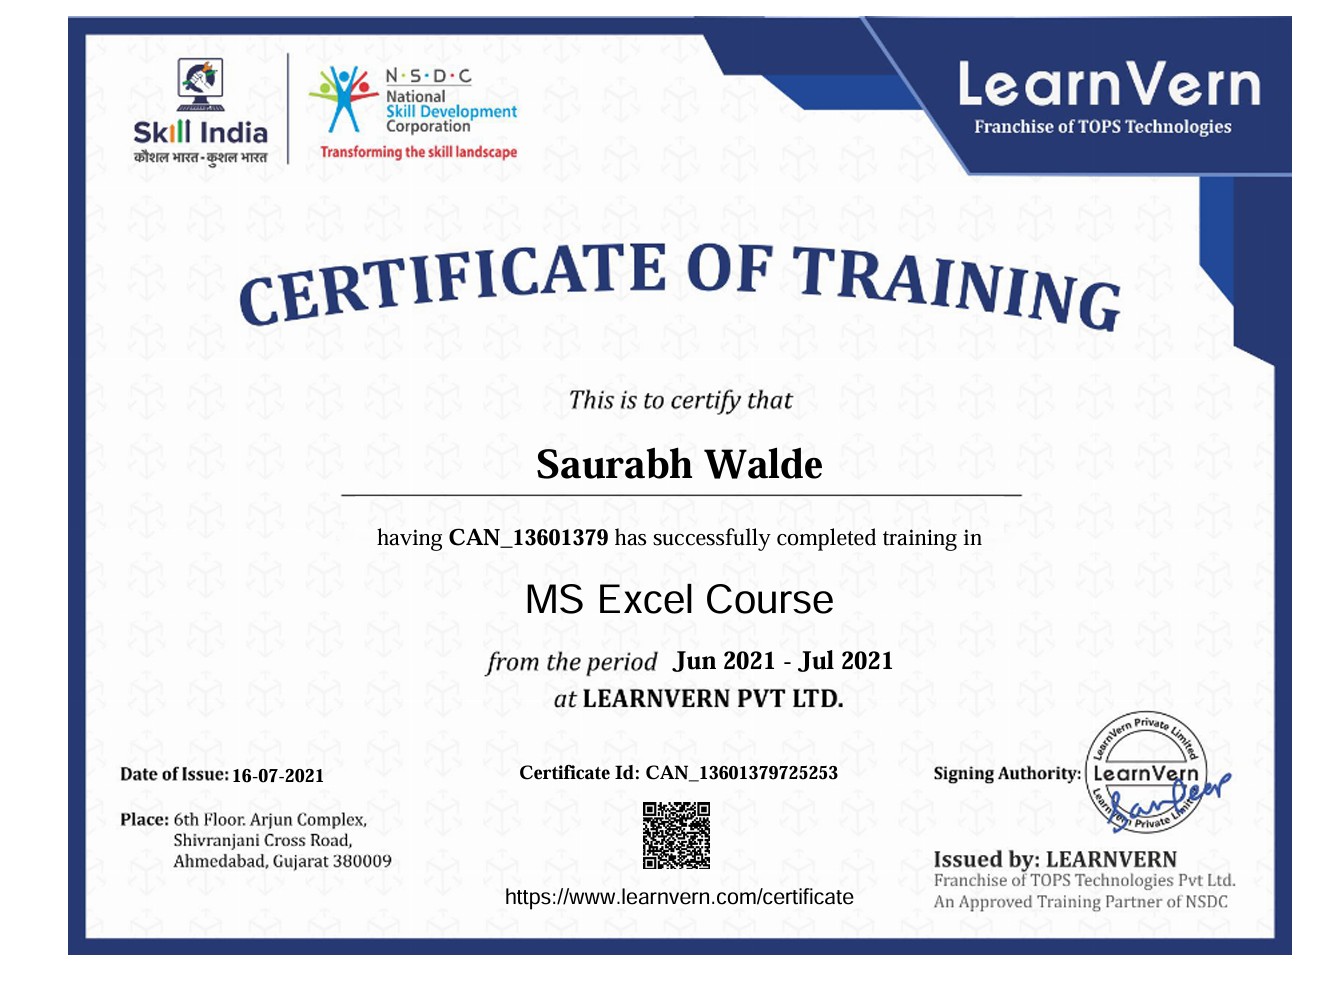 Skill India
कौशल भारत - कुशल भारत
N·S·D·C
National
Skill Development
Corporation
Transforming the skill landscape
LearnVern
Franchise of TOPS Technologies
CERTIFICATE OF TRAINING
This is to certify that
Saurabh Walde
having CAN_13601379 has successfully completed training in
MS Excel Course
from the period Jun 2021 - Jul 2021
at LEARNVERN PVT LTD.
Date of Issue: 16-07-2021
Place: 6th Floor. Arjun Complex,
Shivranjani Cross Road,
Ahmedabad, Gujarat 380009
Certificate Id: CAN_13601379725253
https://www.learnvern.com/certificate
Signing Authority:
LearnVern Private Limited
LearnVern
LearnVern Private Limited
Sandeep
Issued by: LEARNVERN
Franchise of TOPS Technologies Pvt Ltd.
An Approved Training Partner of NSDC